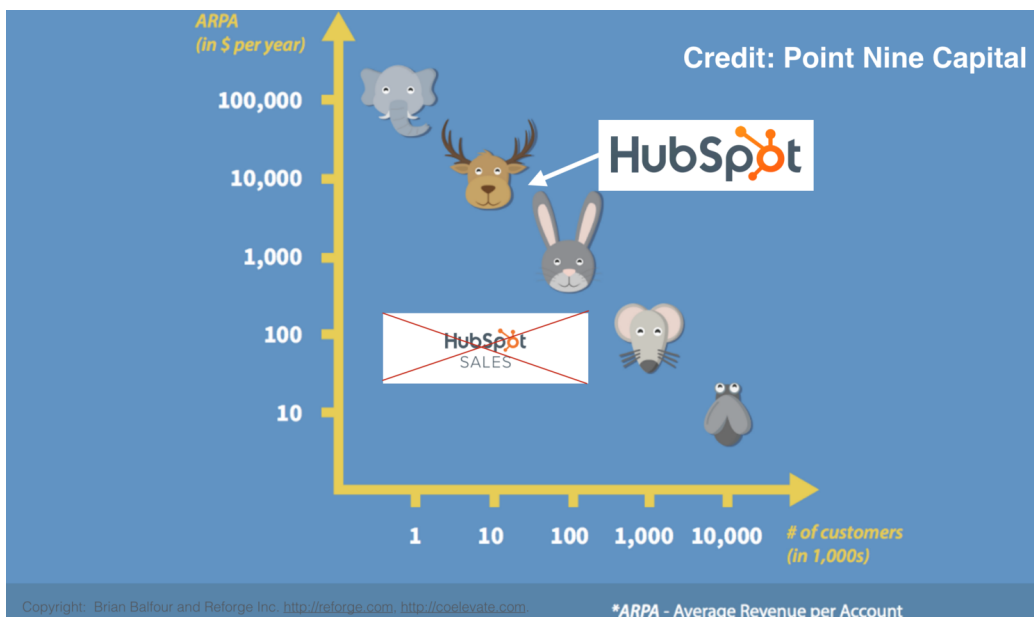 ARPA
(in $ per year)
Credit: Point Nine Capital
100,000
HubSpot
10,000
1,000
100
HubSpot
SALES
10
1
10
100
1,000
10,000
# of customers
(in 1,000s)
Copyright: Brian Balfour and Reforge Inc. http://reforge.com, http://coelevate.com.
*ARPA - Average Revenue per Account